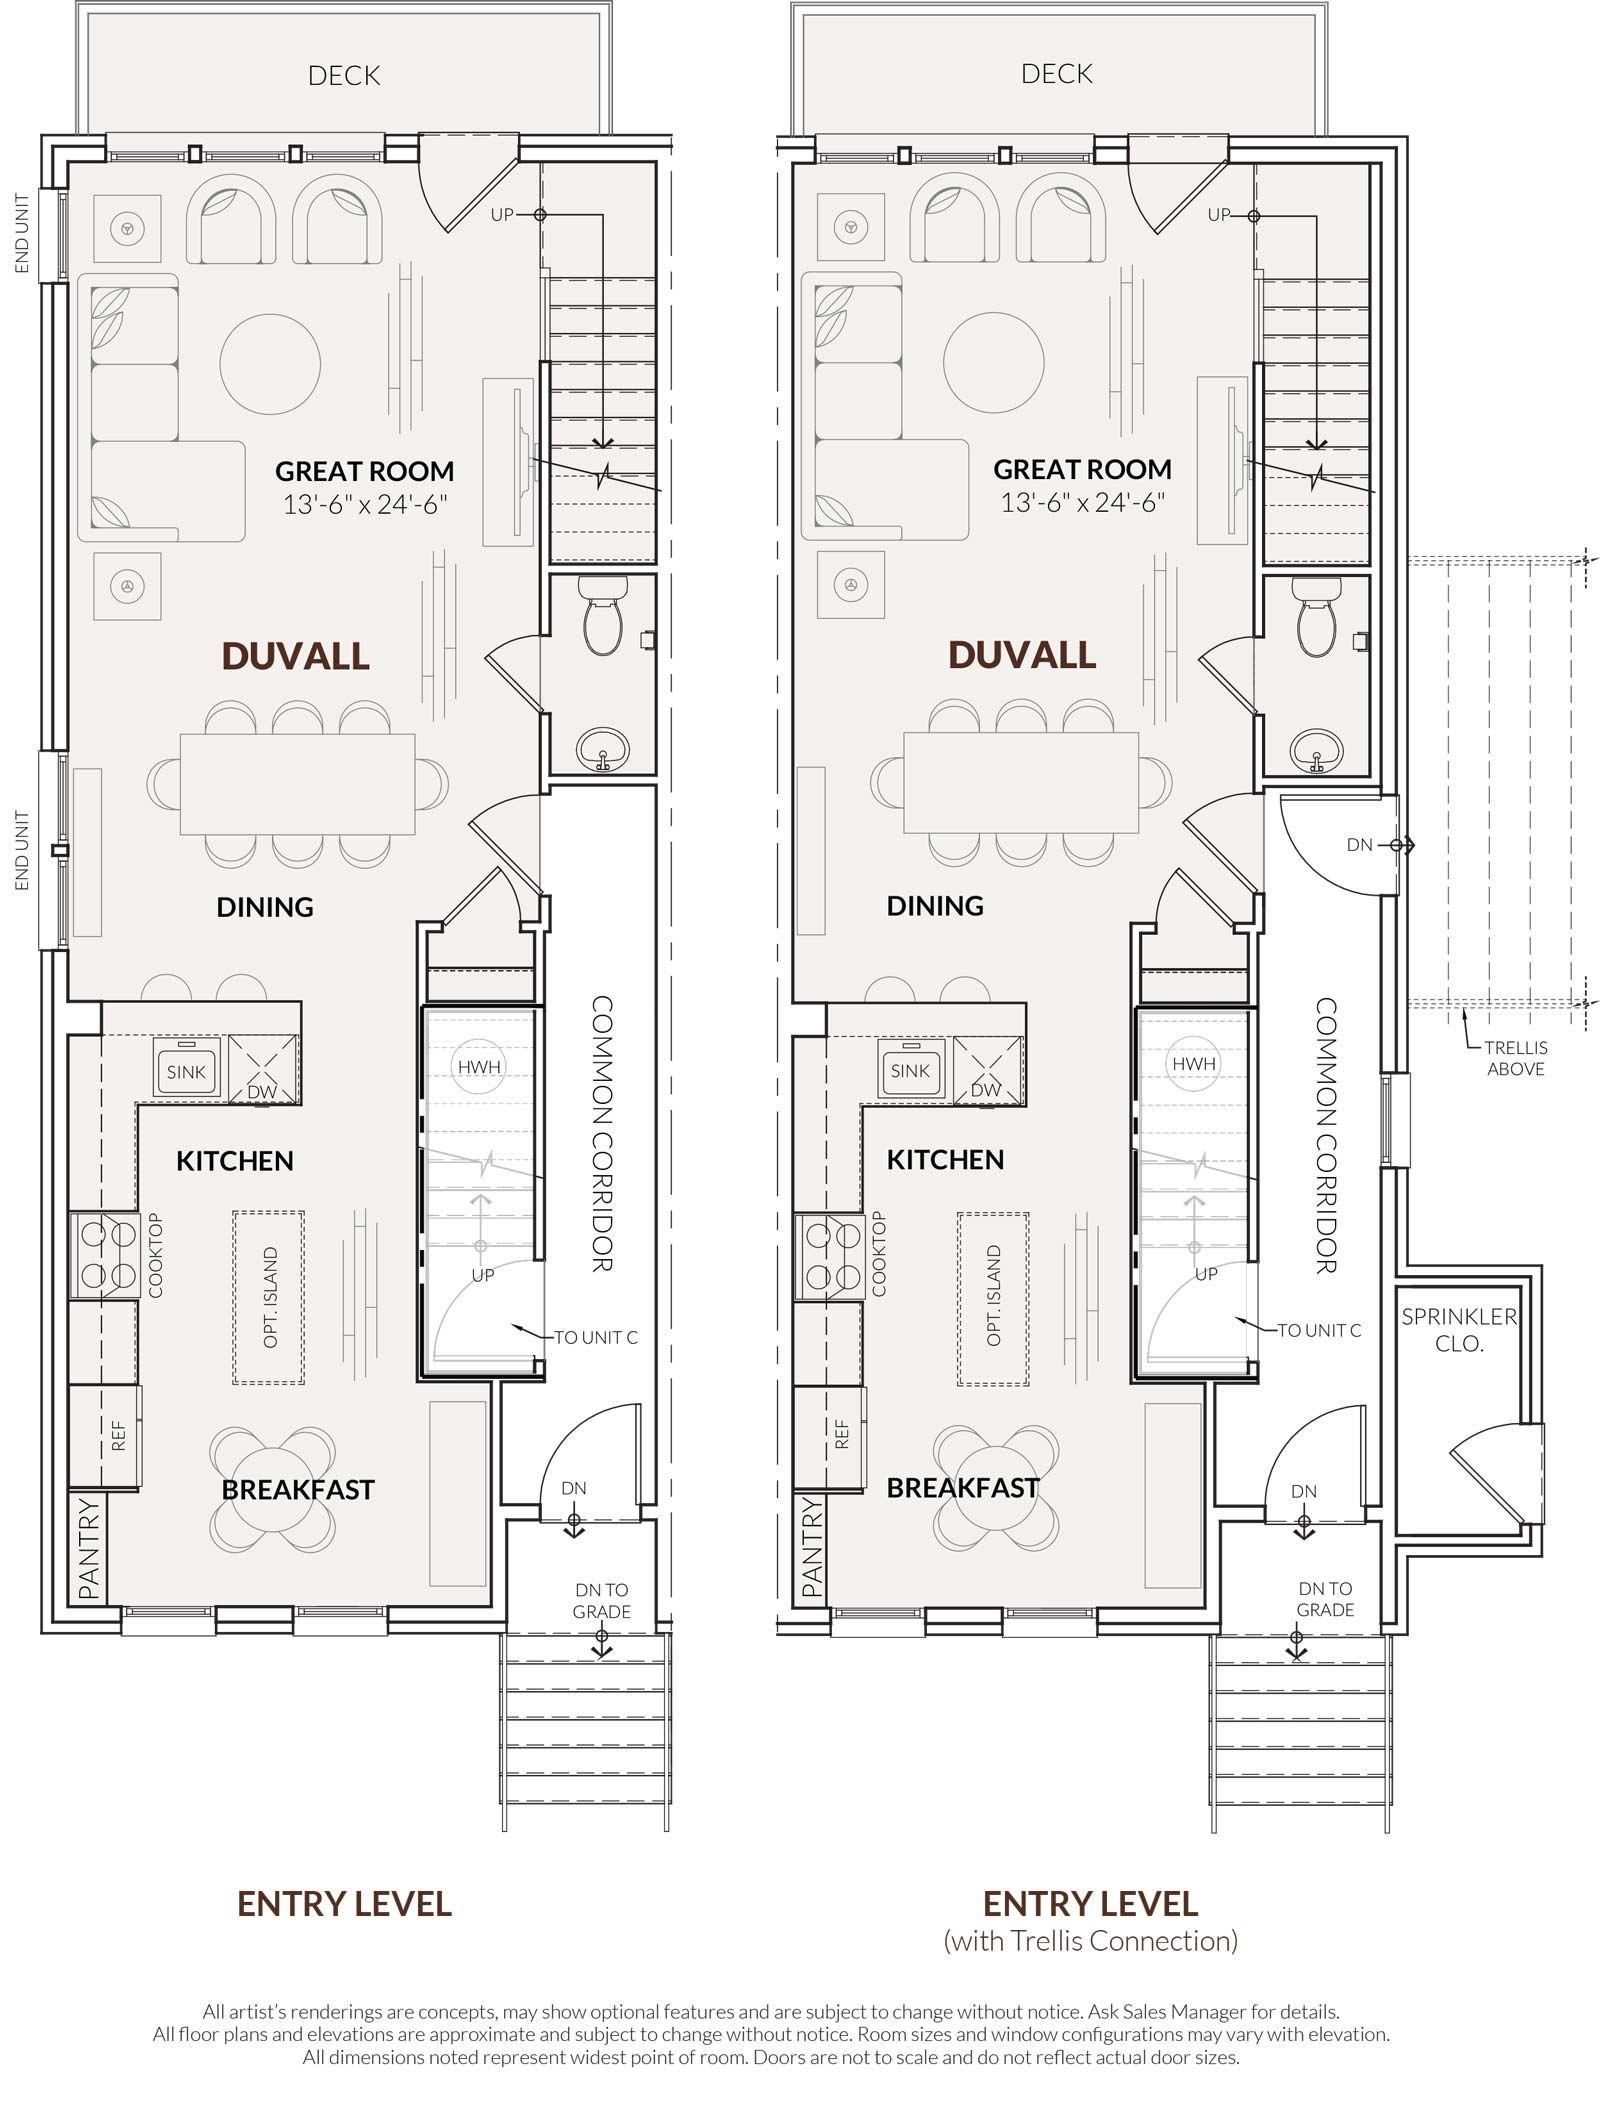 DECK
END UNIT
UP
GREAT ROOM
13'-6" x 24'-6"
DUVALL
END UNIT
DINING
SINK
DW
HWH
COMMON CORRIDOR
KITCHEN
COOKTOP
OPT. ISLAND
UP
TO UNIT C
REF
BREAKFAST
PANTRY
DN
DN TO
GRADE
ENTRY LEVEL
DECK
UP
GREAT ROOM
13'-6" x 24'-6"
DUVALL
DN
DINING
SINK
DW
HWH
COMMON CORRIDOR
TRELLIS
ABOVE
KITCHEN
COOKTOP
OPT. ISLAND
UP
TO UNIT C
SPRINKLER
CLO.
REF
BREAKFAST
PANTRY
DN
DN TO
GRADE
ENTRY LEVEL
(with Trellis Connection)
All artist’s renderings are concepts, may show optional features and are subject to change without notice. Ask Sales Manager for details.
All floor plans and elevations are approximate and subject to change without notice. Room sizes and window configurations may vary with elevation.
All dimensions noted represent widest point of room. Doors are not to scale and do not reflect actual door sizes.